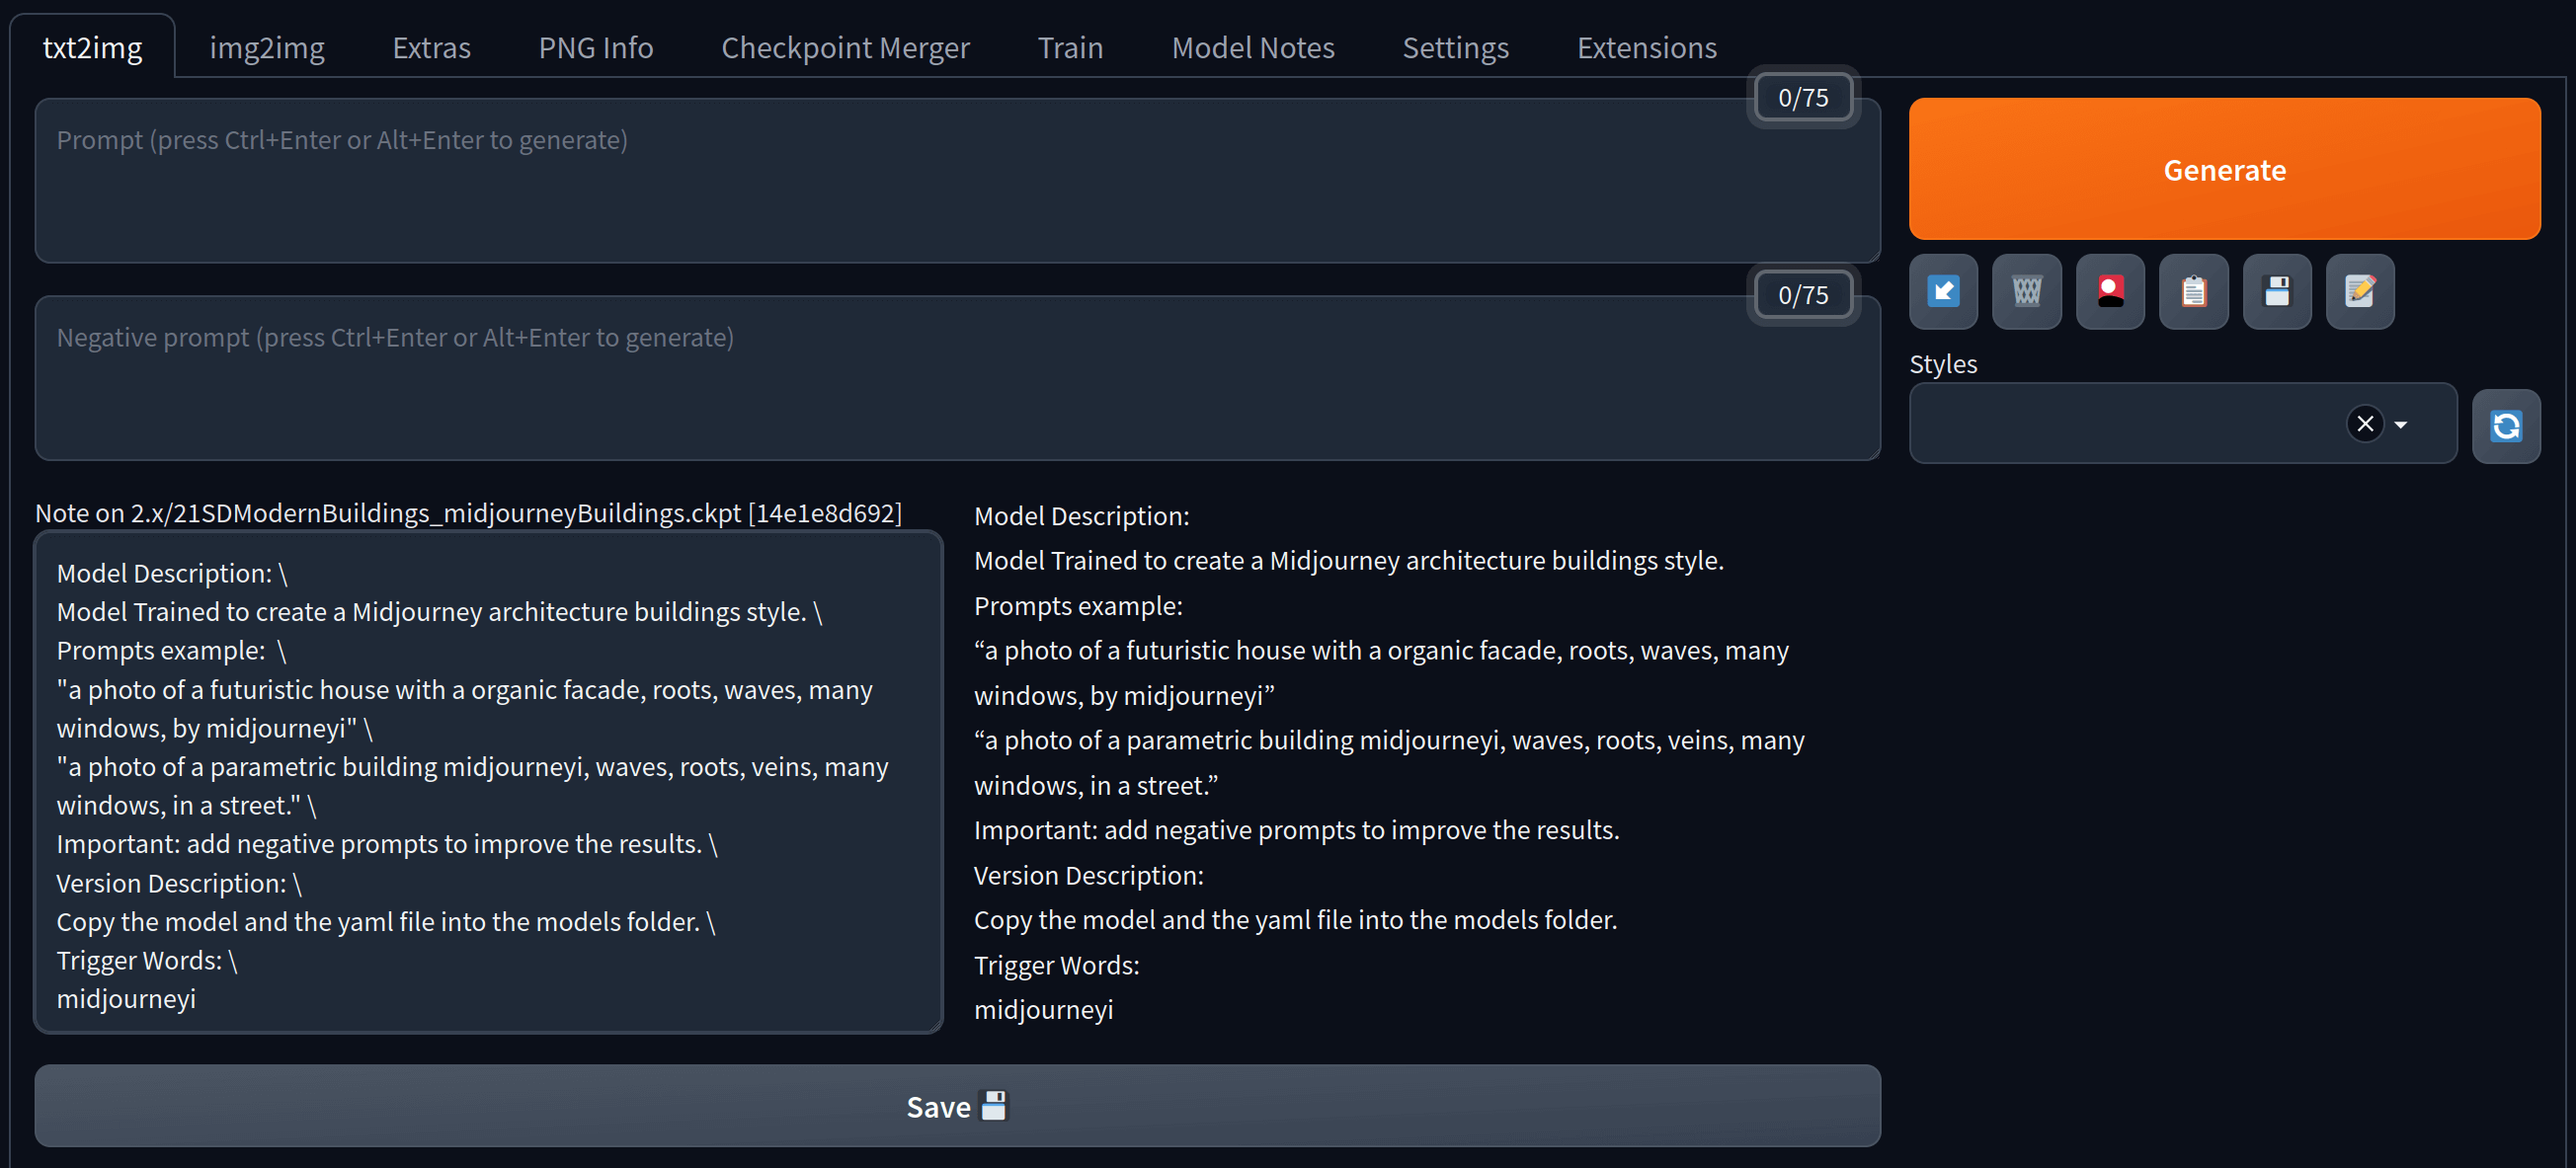 txt2img img2img Extras PNG Info Checkpoint Merger Train Model Notes Settings Extensions
0/75
Prompt (press Ctrl+Enter or Alt+Enter to generate)
Generate
0/75
Negative prompt (press Ctrl+Enter or Alt+Enter to generate)
Styles
Note on 2.x/21SDModernBuildings_midjourneyBuildings.ckpt [14e1e8d692]
Model Description: \
Model Trained to create a Midjourney architecture buildings style. \
Prompts example:  \
"a photo of a futuristic house with a organic facade, roots, waves, many
windows, by midjourneyi" \
"a photo of a parametric building midjourneyi, waves, roots, veins, many
windows, in a street." \
Important: add negative prompts to improve the results. \
Version Description: \
Copy the model and the yaml file into the models folder. \
Trigger Words: \
midjourneyi
Model Description:
Model Trained to create a Midjourney architecture buildings style.
Prompts example:
“a photo of a futuristic house with a organic facade, roots, waves, many
windows, by midjourneyi”
“a photo of a parametric building midjourneyi, waves, roots, veins, many
windows, in a street.”
Important: add negative prompts to improve the results.
Version Description:
Copy the model and the yaml file into the models folder.
Trigger Words:
midjourneyi
Save